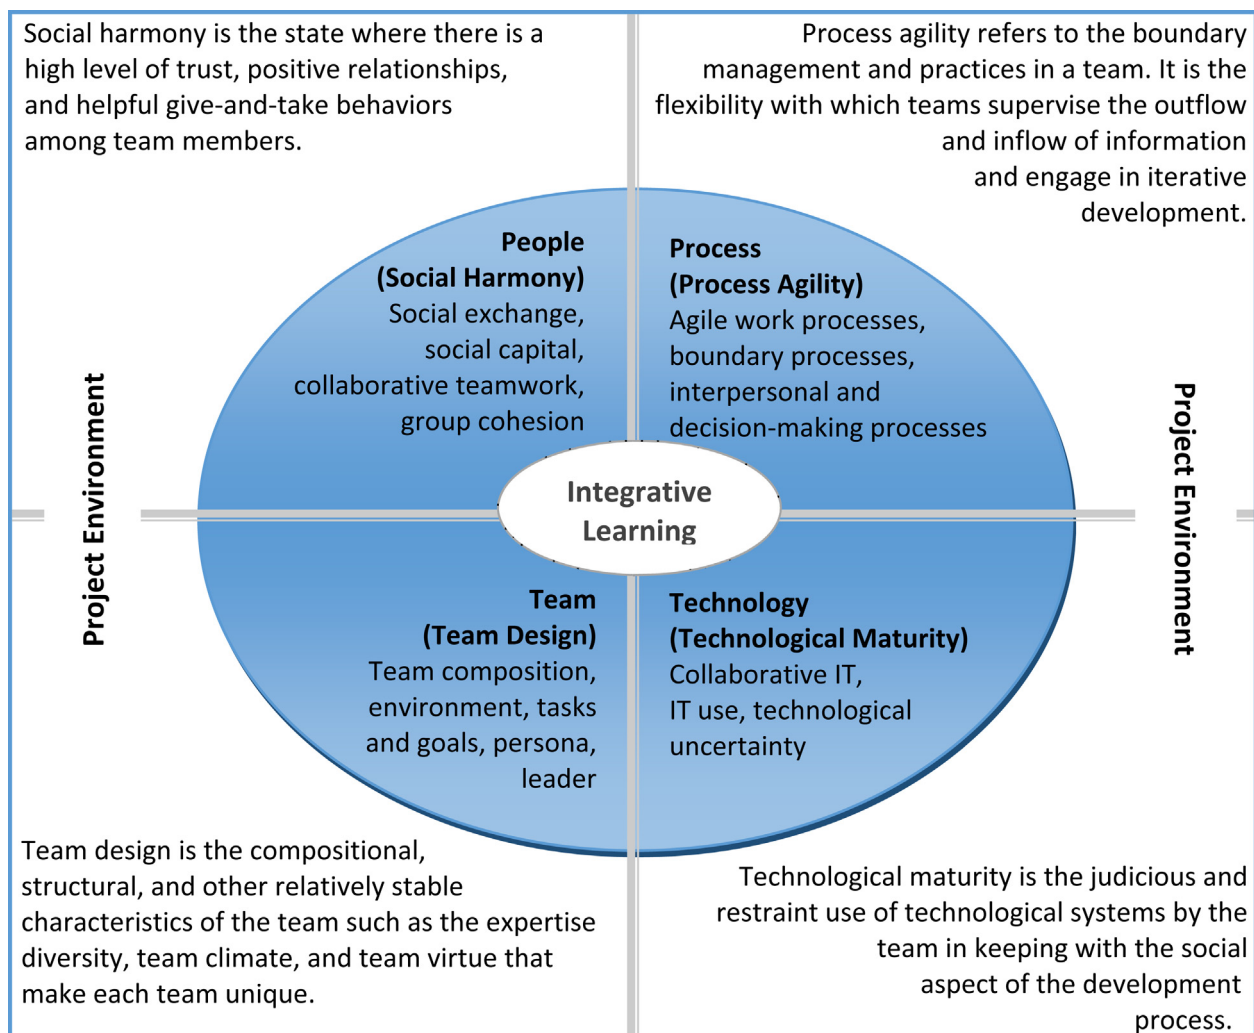 Social harmony is the state where there is a
high level of trust, positive relationships,
and helpful give-and-take behaviors
among team members.
Process agility refers to the boundary
management and practices in a team. It is the
flexibility with which teams supervise the outflow
and inflow of information
and engage in iterative
development.
People
(Social Harmony)
Social exchange,
social capital,
collaborative teamwork,
group cohesion
Process
(Process Agility)
Agile work processes,
boundary processes,
interpersonal and
decision-making processes
Project Environment
Integrative
Learning
Project Environment
Team
(Team Design)
Team composition,
environment, tasks
and goals, persona,
leader
Technology
(Technological Maturity)
Collaborative IT,
IT use, technological
uncertainty
Team design is the compositional,
structural, and other relatively stable
characteristics of the team such as the expertise
diversity, team climate, and team virtue that
make each team unique.
Technological maturity is the judicious and
restraint use of technological systems by the
team in keeping with the social
aspect of the development
process.